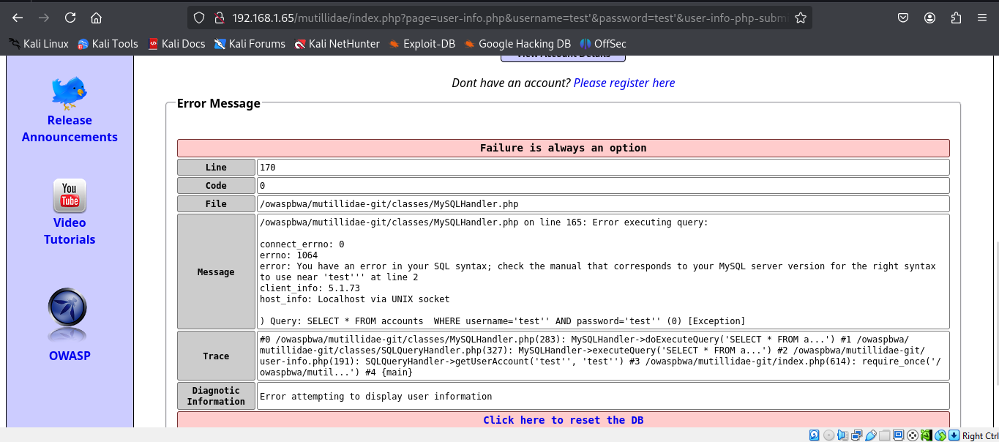 192.168.1.65/mutillidae/index.php?page=user-info.php&username=test'&password=test'&user-info-php-subm
Kali Linux Kali Tools Kali Docs Kali Forums Kali NetHunter Exploit-DB Google Hacking DB OffSec
View Account Details
Dont have an account? Please register here
Error Message
Release
Announcements
Failure is always an option
Line 170
Code 0
You
Tube
File /owaspbwa/mutillidae-git/classes/MySQLHandler.php
Video
Tutorials
Message
/owaspbwa/mutillidae-git/classes/MySQLHandler.php on line 165: Error executing query:
connect_errno: 0
errno: 1064
error: You have an error in your SQL syntax; check the manual that corresponds to your MySQL server version for the right syntax
to use near 'test''' at line 2
client_info: 5.1.73
host_info: Localhost via UNIX socket
) Query: SELECT * FROM accounts  WHERE username='test'' AND password='test'' (0) [Exception]
OWASP
Trace
#0 /owaspbwa/mutillidae-git/classes/MySQLHandler.php(283): MySQLHandler->doExecuteQuery('SELECT * FROM a...') #1 /owaspbwa/
mutillidae-git/classes/SQLQueryHandler.php(327): MySQLHandler->executeQuery('SELECT * FROM a...') #2 /owaspbwa/mutillidae-git/
user-info.php(191): SQLQueryHandler->getUserAccount('test'', 'test'') #3 /owaspbwa/mutillidae-git/index.php(614): require_once('/
owaspbwa/mutil...') #4 {main}
Diagnostic
Information
Error attempting to display user information
Click here to reset the DB
Right Ctrl